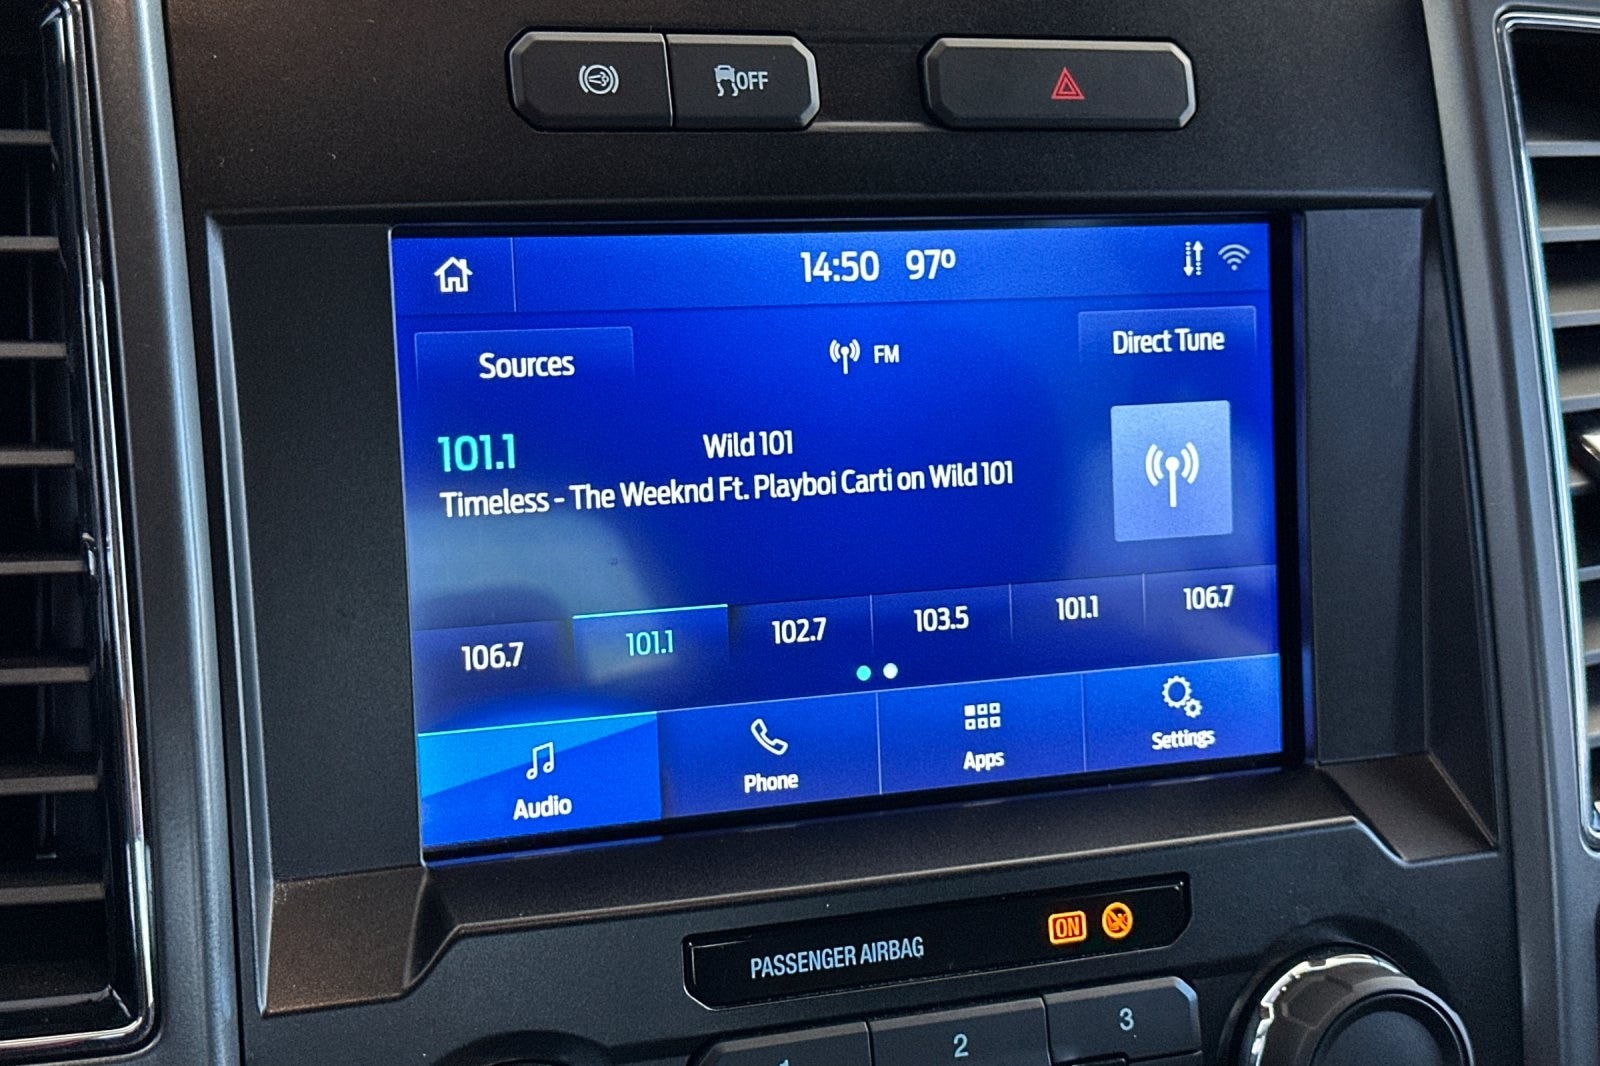 OFF
14:50 97º
Sources
FM
Direct Tune
101.1
Wild 101
Timeless - The Weeknd Ft. Playboi Carti on Wild 101
106.7
101.1
102.7
103.5
101.1
106.7
Audio
Phone
Apps
Settings
PASSENGER AIRBAG
ON
1
2
3